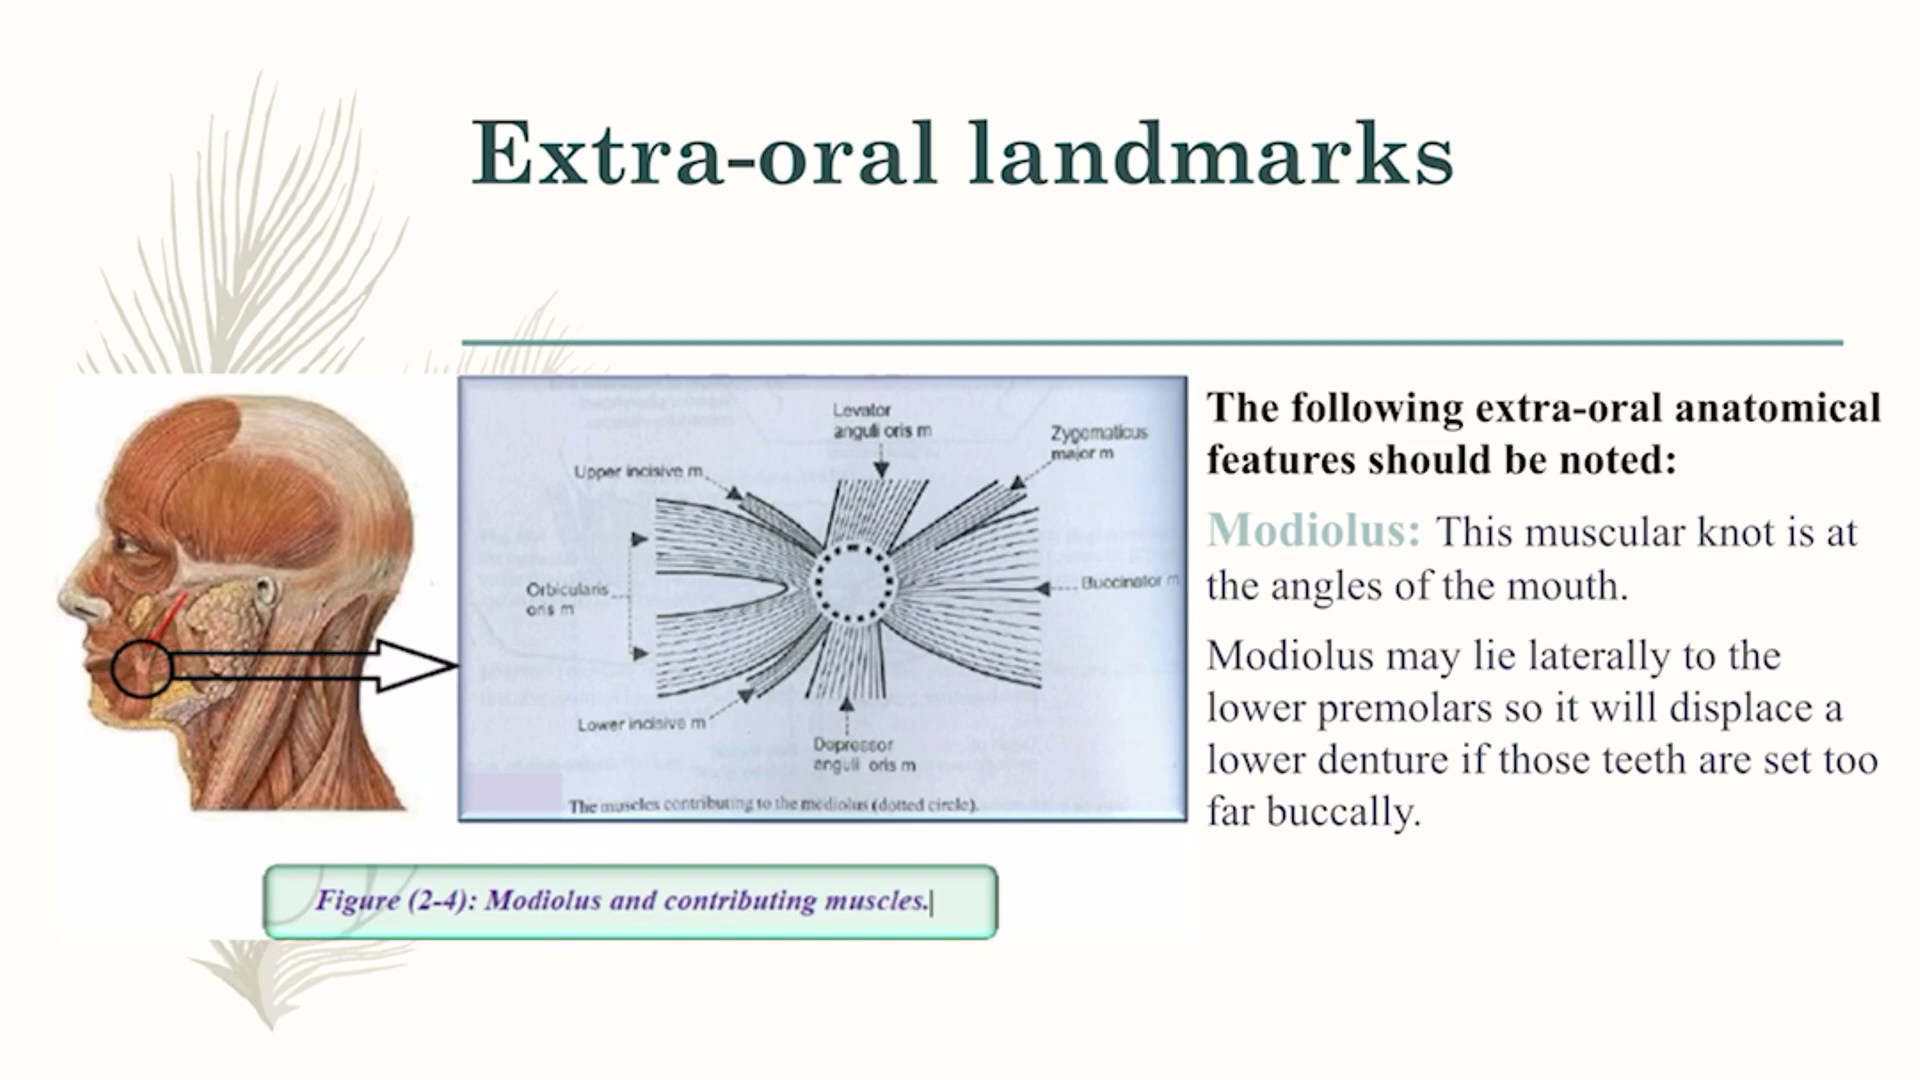 Extra-oral landmarks
Levator
anguli oris m
Zygomaticus
major m
Upper incisive m
Orbicularis
oris m
Buccinator m
Lower incisive m
Depressor
anguli oris m
The muscles contributing to the modiolus (dotted circle).
Figure (2-4): Modiolus and contributing muscles.
The following extra-oral anatomical
features should be noted:
Modiolus: This muscular knot is at
the angles of the mouth.
Modiolus may lie laterally to the
lower premolars so it will displace a
lower denture if those teeth are set too
far buccally.